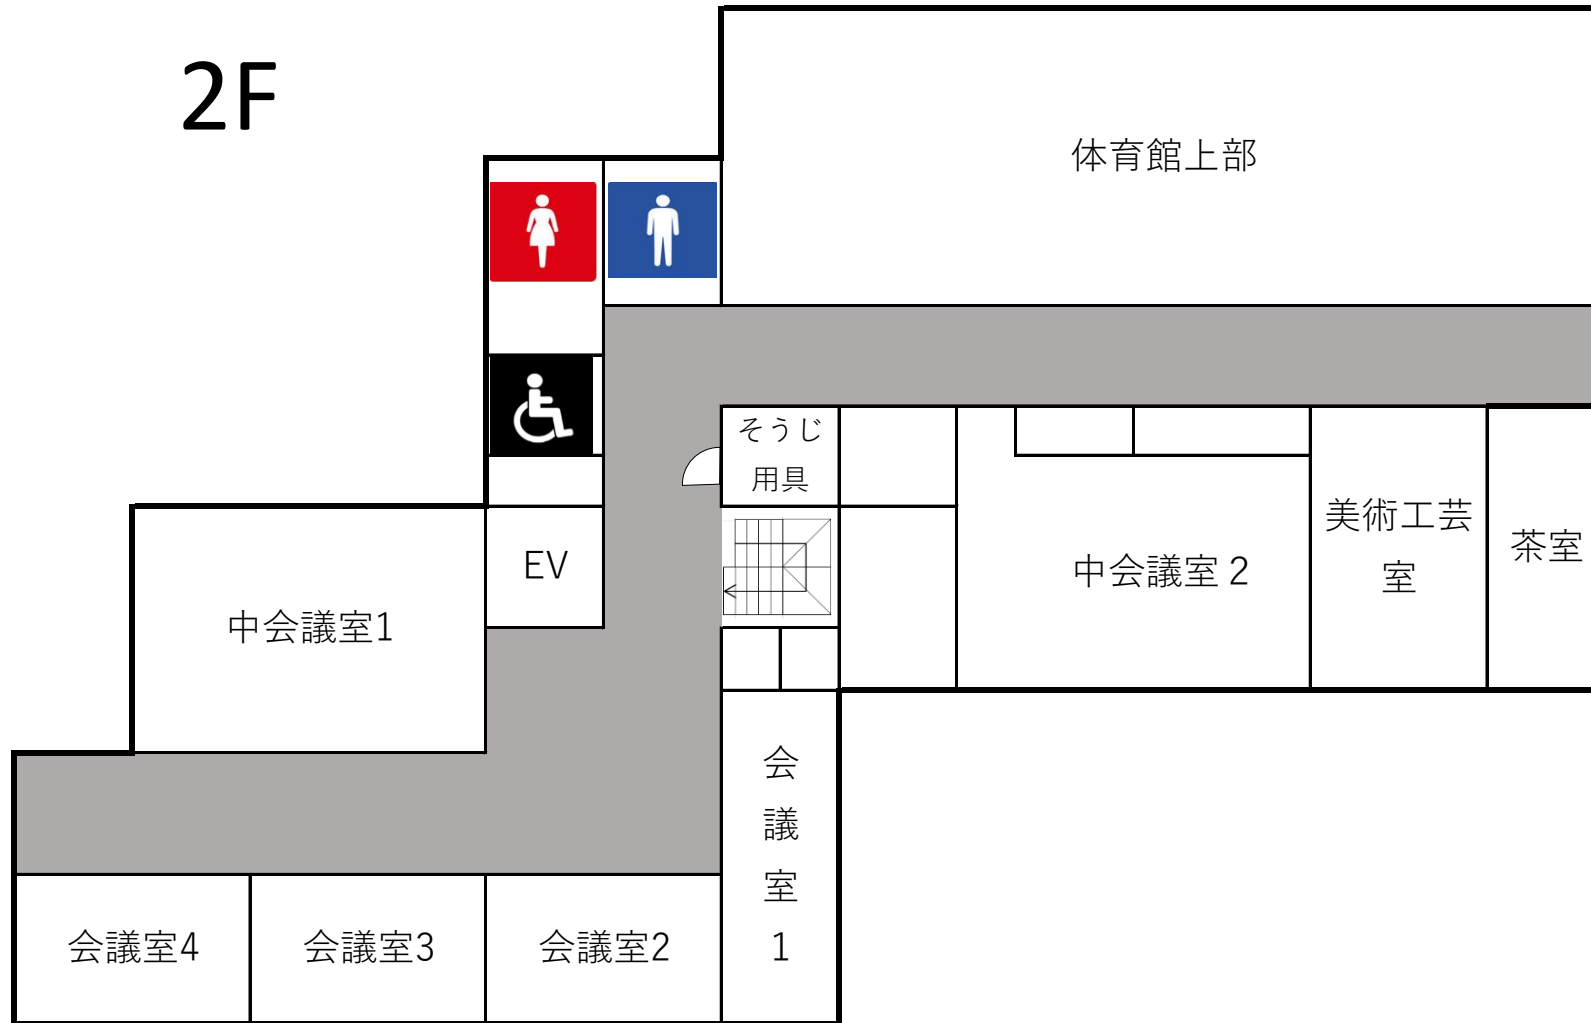 2F
体育館上部
そうじ
用具
EV
美術工芸
室
茶室
中会議室２
中会議室1
会
議
室
1
会議室4
会議室3
会議室2